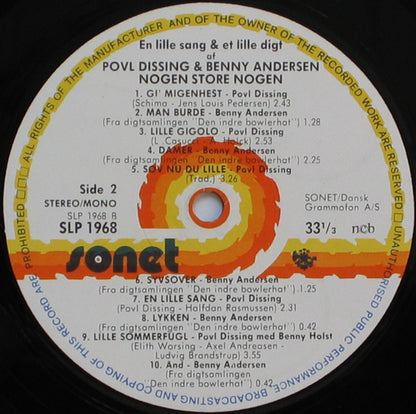 ALL RIGHTS OF THE MANUFACTURER AND OF THE OWNER OF THE RECORDED WORK ARE RESERVED
UNAUTHORISED PUBLIC PERFORMANCE, BROADCASTING AND COPYING OF THIS RECORD ARE PROHIBITED
En lille sang & et lille digt
af
POVL DISSING & BENNY ANDERSEN
NOGEN STORE NOGEN
1. GI' MIGENHEST - Povl Dissing
(Schima - Jens Louis Pedersen) 2.43
2. MAN BURDE - Benny Andersen
(Fra digtsamlingen "Den indre bowlerhat") 1.28
3. LILLE GIGOLO - Povl Dissing
(L. Casucci - Holck) 2.53
4. DAMER - Benny Andersen
(Fra digtsamlingen "Den indre bowlerhat") 0.25
5. SOV NU DU LILLE - Povl Dissing
(Trad.) 3.26
Side 2
STEREO/MONO
SLP 1968 B
SLP 1968
SONET/Dansk
Grammofon A/S
33⅓ ncb
sonet
6. SYVSOVER - Benny Andersen
(Fra digtsamlingen "Den indre bowlerhat").1.25
7. EN LILLE SANG - Povl Dissing
(Povl Dissing - Halfdan Rasmussen) 2.31
8. LYKKEN - Benny Andersen
(Fra digtsamlingen "Den indre bowlerhat") 0.42
9. LILLE SOMMERFUGL - Povl Dissing med Benny Holst
(Elith Worsing - Axel Andreasen -
Ludvig Brandstrup) 3.55
10. And - Benny Andersen
(Fra digtsamlingen
"Den indre bowlerhat") 0.42